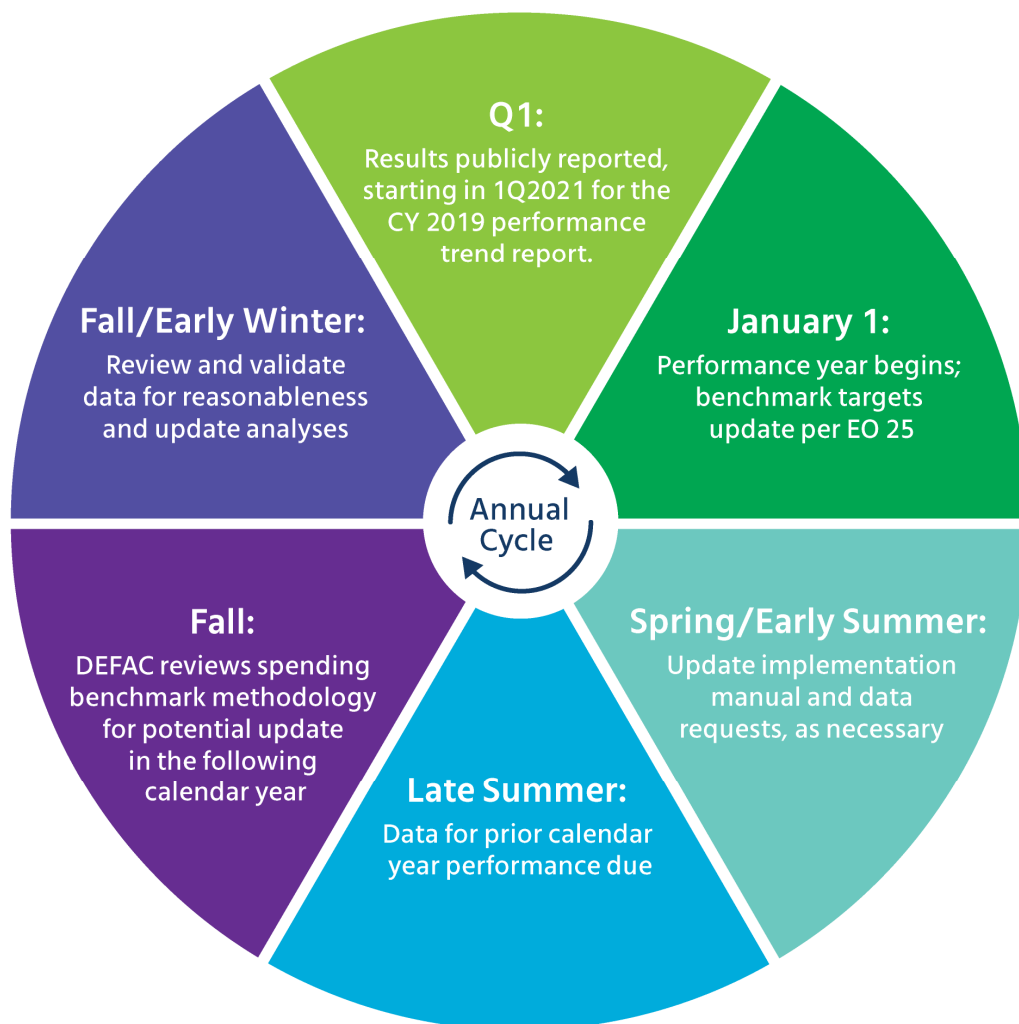 Q1:
Results publicly reported,
starting in 1Q2021 for the
CY 2019 performance
trend report.
January 1:
Performance year begins;
benchmark targets
update per EO 25
Spring/Early Summer:
Update implementation
manual and data
requests, as necessary
Late Summer:
Data for prior calendar
year performance due
Fall:
DEFAC reviews spending
benchmark methodology
for potential update
in the following
calendar year
Fall/Early Winter:
Review and validate
data for reasonableness
and update analyses
Annual
Cycle